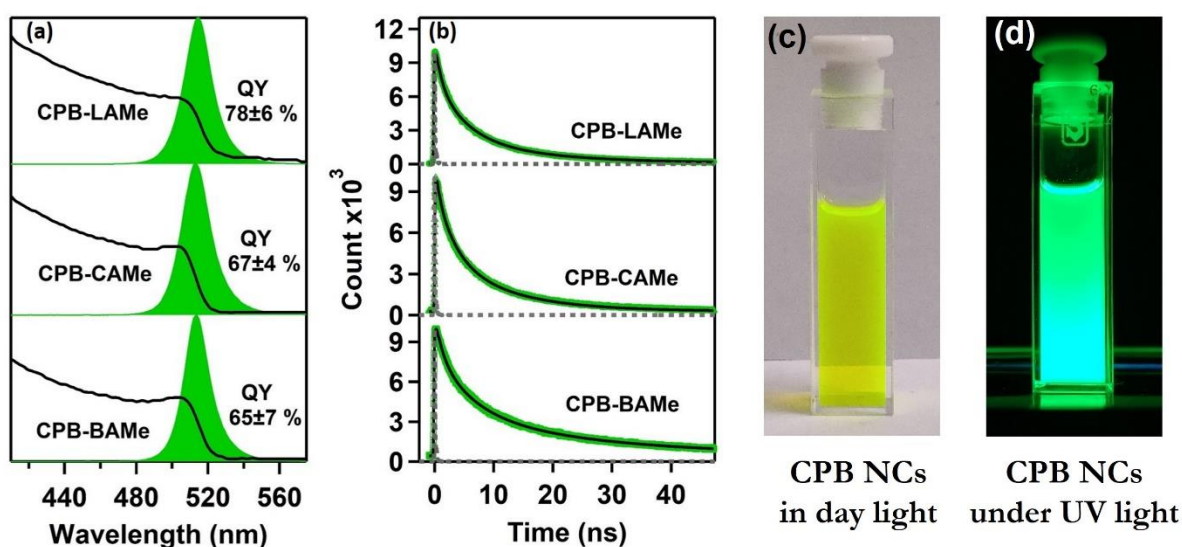 (a)
CPB-LAMe
QY
78±6 %
CPB-CAMe
QY
67±4 %
CPB-BAMe
QY
65±7 %
440 480 520 560
Wavelength (nm)
(b)
Count x10³
12
9
6
3
0
CPB-LAMe
9
6
3
0
CPB-CAMe
9
6
3
0
CPB-BAMe
0 10 20 30 40
Time (ns)
(c)
CPB NCs
in day light
(d)
CPB NCs
under UV light